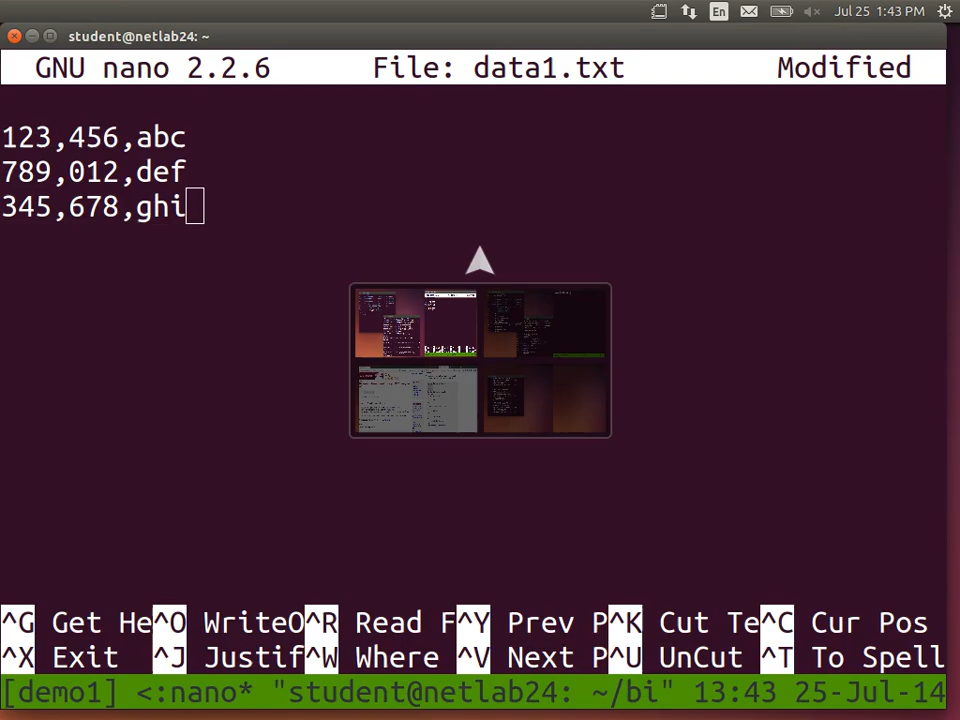 En Jul 25 1:43 PM
student@netlab24: ~
GNU nano 2.2.6 File: data1.txt Modified
123,456,abc
789,012,def
345,678,ghi
^G Get He^O WriteO^R Read F^Y Prev P^K Cut Te^C Cur Pos
^X Exit ^J Justif^W Where ^V Next P^U UnCut ^T To Spell
[demo1] <:nano* "student@netlab24: ~/bi" 13:43 25-Jul-14